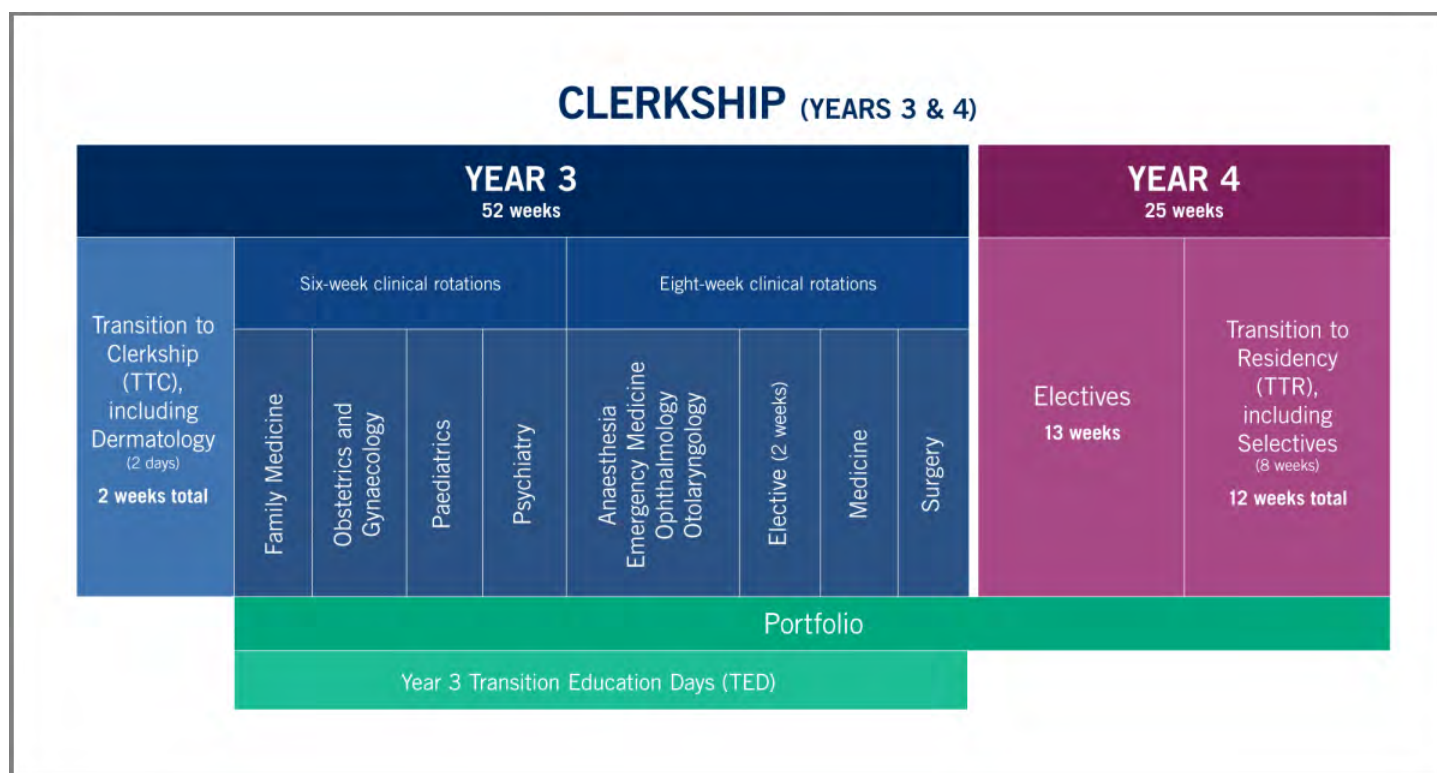 CLERKSHIP (YEARS 3 & 4)
YEAR 3
52 weeks
YEAR 4
25 weeks
Transition to
Clerkship
(TTC),
including
Dermatology
(2 days)
2 weeks total
Six-week clinical rotations
Family Medicine
Obstetrics and
Gynaecology
Paediatrics
Psychiatry
Eight-week clinical rotations
Anaesthesia
Emergency Medicine
Ophthalmology
Otolaryngology
Elective (2 weeks)
Medicine
Surgery
Electives
13 weeks
Transition to
Residency
(TTR),
including
Selectives
(8 weeks)
12 weeks total
Portfolio
Year 3 Transition Education Days (TED)